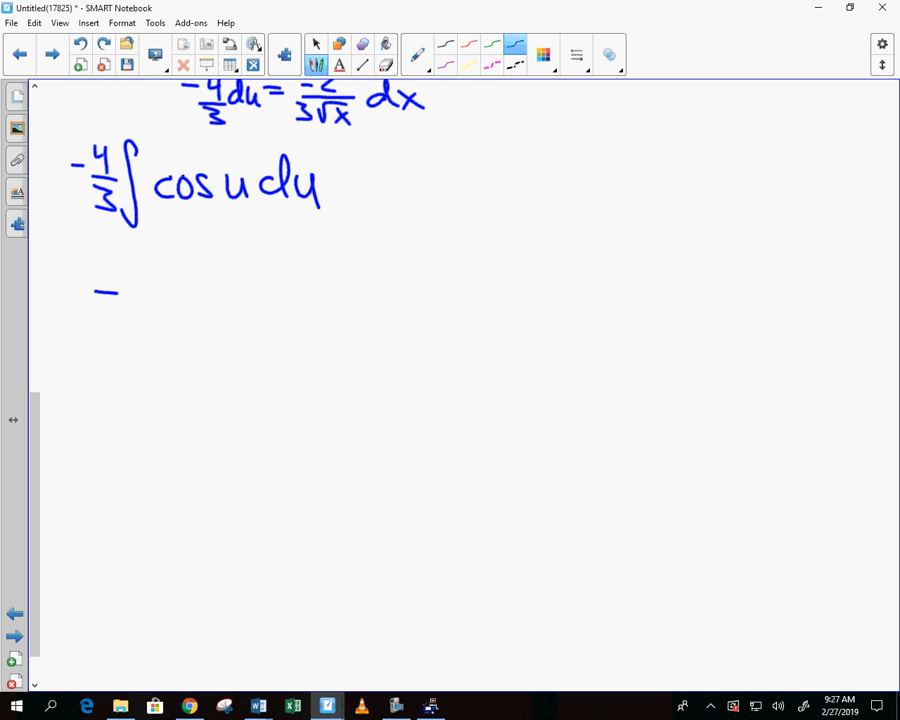 Untitled(17825) * - SMART Notebook
File Edit View Insert Format Tools Add-ons Help
-4/3 du = -2/3√x dx
-4/3 ∫ cos u du
-
9:27 AM
2/27/2019